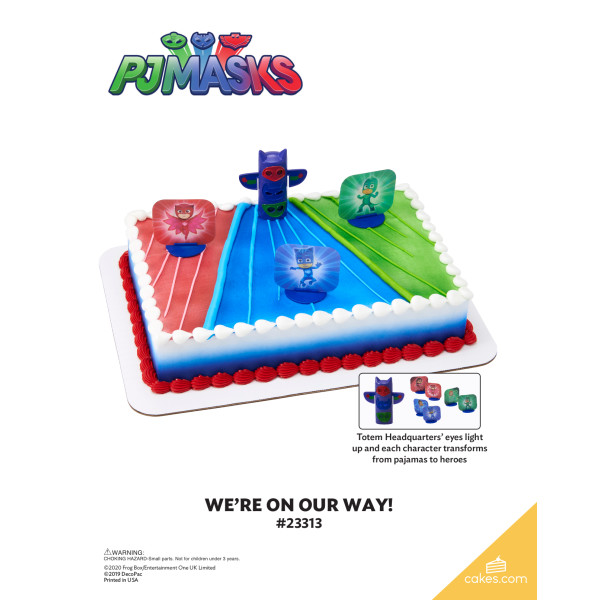 PJMASKS
Totem Headquarters' eyes light
up and each character transforms
from pajamas to heroes
WE'RE ON OUR WAY!
#23313
⚠WARNING:
CHOKING HAZARD-Small parts. Not for children under 3 years.
©2020 Frog Box/Entertainment One UK Limited
©2019 DecoPac
Printed in USA
cakes.com